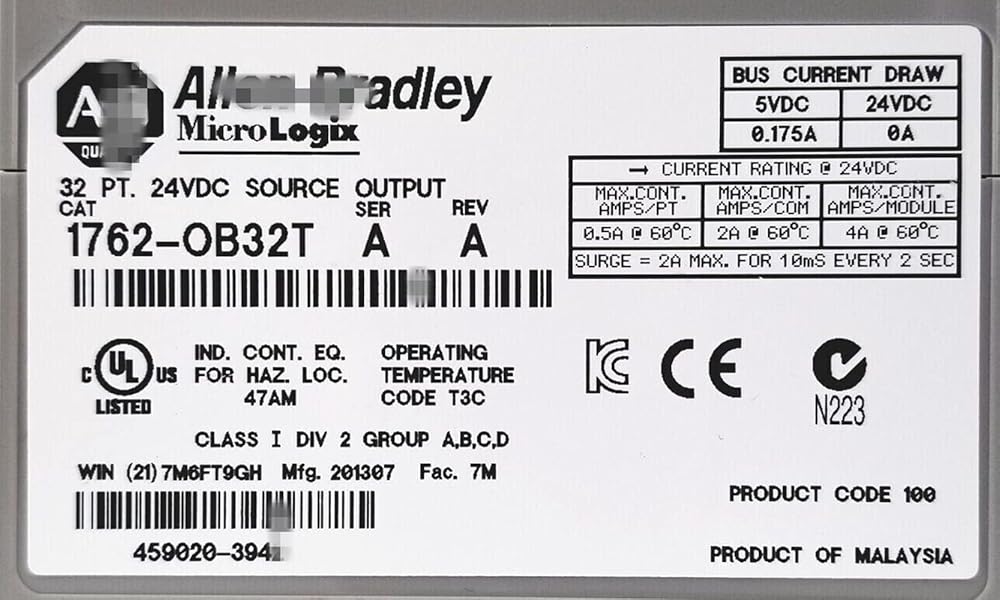 Allen-Bradley
MicroLogix
32 PT. 24VDC SOURCE OUTPUT
CAT SER REV
1762-OB32T A A
BUS CURRENT DRAW
5VDC 24VDC
0.175A 0A
→ CURRENT RATING @ 24VDC
MAX.CONT. AMPS/PT MAX.CONT. AMPS/COM MAX.CONT. AMPS/MODULE
0.5A @ 60°C 2A @ 60°C 4A @ 60°C
SURGE = 2A MAX. FOR 10mS EVERY 2 SEC
C UL US
LISTED
IND. CONT. EQ.
FOR HAZ. LOC.
47AM
OPERATING
TEMPERATURE
CODE T3C
CE
N223
CLASS I DIV 2 GROUP A,B,C,D
WIN (21) 7M6FT9GH Mfg. 201307 Fac. 7M
PRODUCT CODE 100
PRODUCT OF MALAYSIA